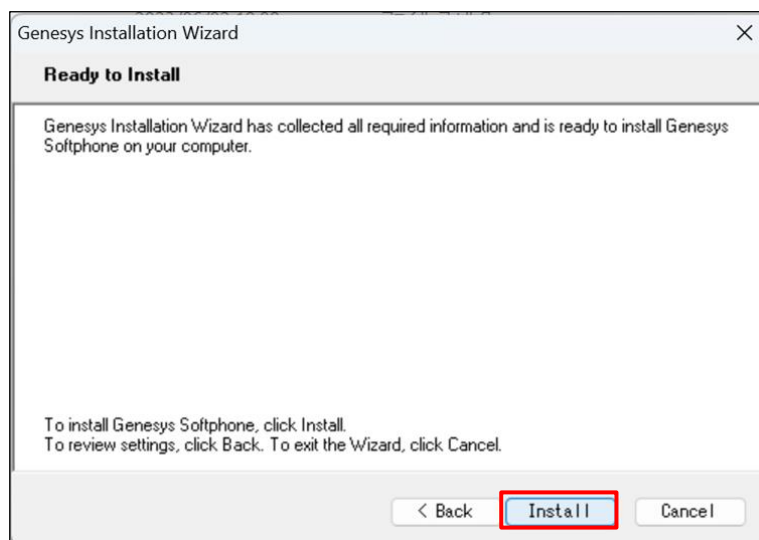 Genesys Installation Wizard
Ready to Install
Genesys Installation Wizard has collected all required information and is ready to install Genesys
Softphone on your computer.
To install Genesys Softphone, click Install.
To review settings, click Back. To exit the Wizard, click Cancel.
< Back Install Cancel